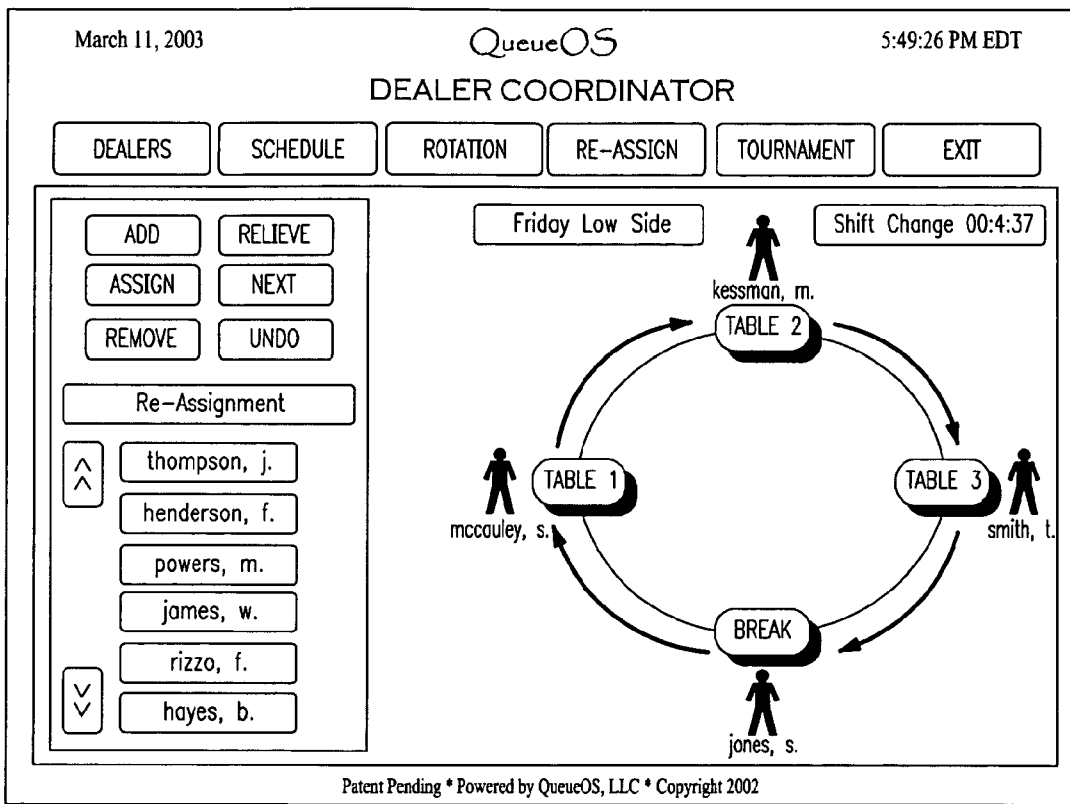 March 11, 2003
QueueOS
5:49:26 PM EDT
DEALER COORDINATOR
DEALERS
SCHEDULE
ROTATION
RE-ASSIGN
TOURNAMENT
EXIT
ADD
RELIEVE
ASSIGN
NEXT
REMOVE
UNDO
Re-Assignment
thompson, j.
henderson, f.
powers, m.
james, w.
rizzo, f.
hayes, b.
Friday Low Side
Shift Change 00:4:37
kessman, m.
TABLE 2
TABLE 1
mccauley, s.
TABLE 3
smith, t.
BREAK
jones, s.
Patent Pending * Powered by QueueOS, LLC * Copyright 2002